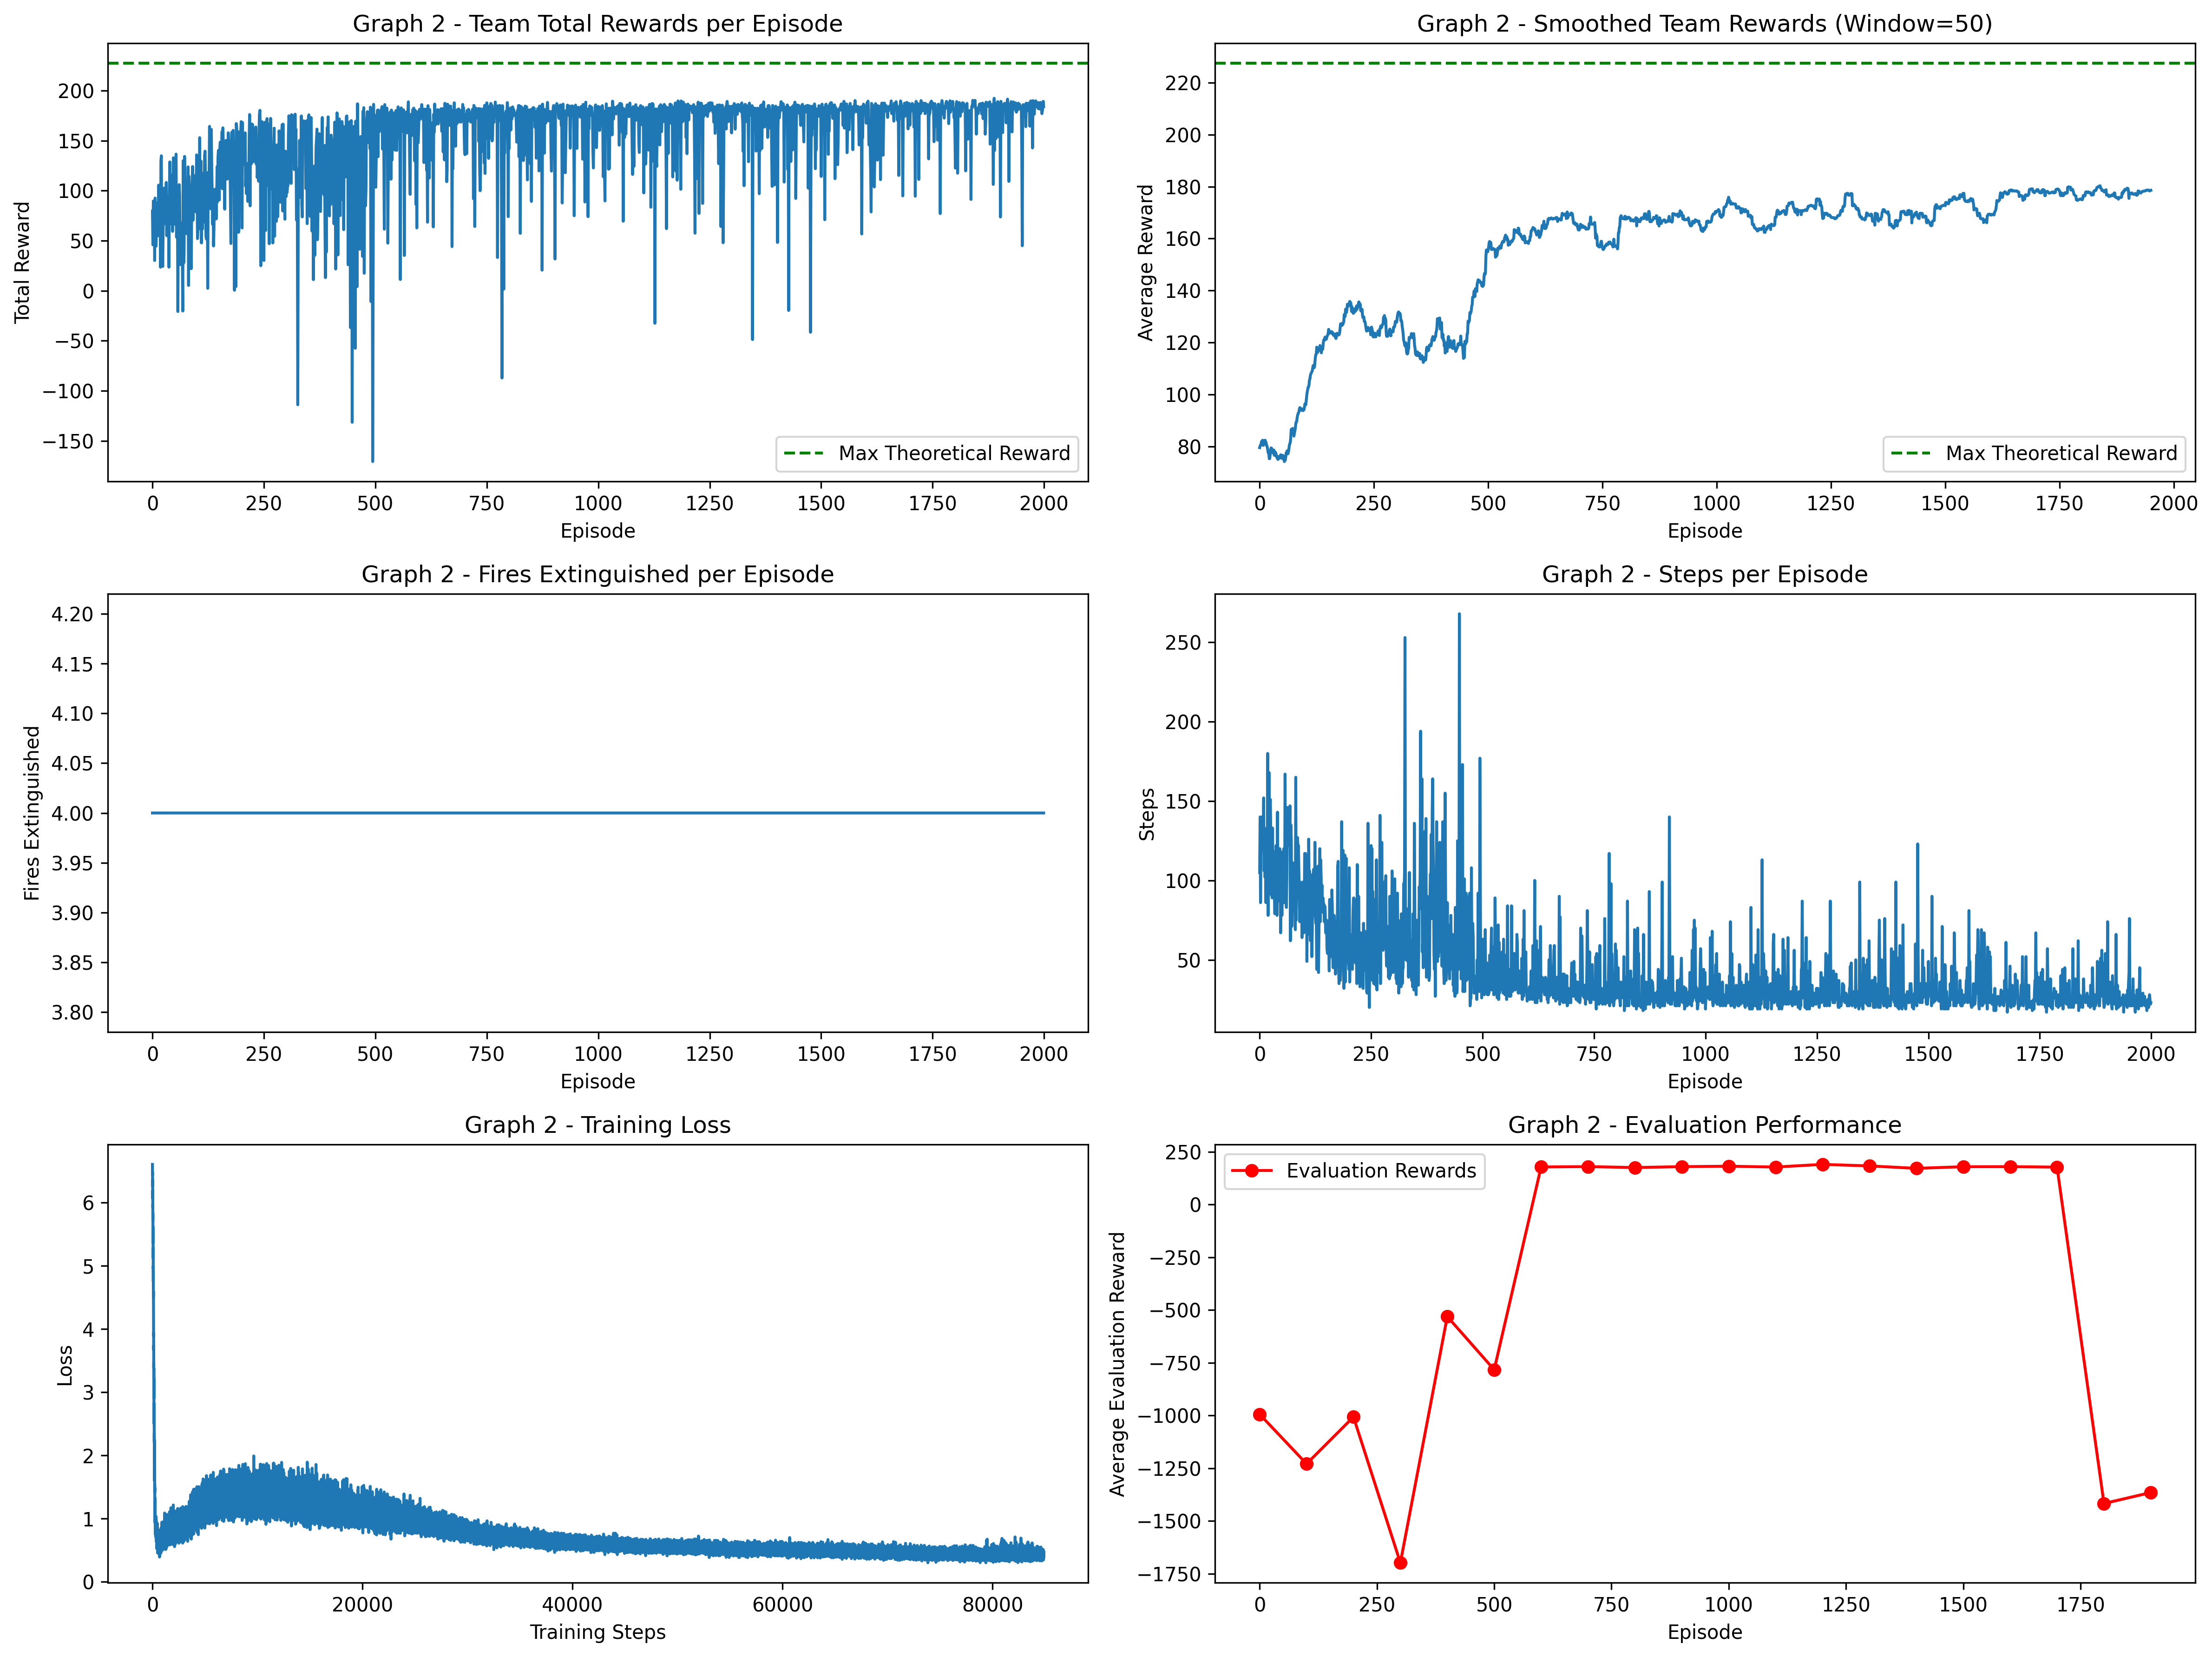 Graph 2 - Team Total Rewards per Episode
Total Reward
200
150
100
50
0
−50
−100
−150
Max Theoretical Reward
0 250 500 750 1000 1250 1500 1750 2000
Episode
Graph 2 - Smoothed Team Rewards (Window=50)
Average Reward
220
200
180
160
140
120
100
80
Max Theoretical Reward
0 250 500 750 1000 1250 1500 1750 2000
Episode
Graph 2 - Fires Extinguished per Episode
Fires Extinguished
4.20
4.15
4.10
4.05
4.00
3.95
3.90
3.85
3.80
0 250 500 750 1000 1250 1500 1750 2000
Episode
Graph 2 - Steps per Episode
Steps
250
200
150
100
50
0 250 500 750 1000 1250 1500 1750 2000
Episode
Graph 2 - Training Loss
Loss
6
5
4
3
2
1
0
0 20000 40000 60000 80000
Training Steps
Graph 2 - Evaluation Performance
Average Evaluation Reward
Evaluation Rewards
250
0
−250
−500
−750
−1000
−1250
−1500
−1750
0 250 500 750 1000 1250 1500 1750
Episode